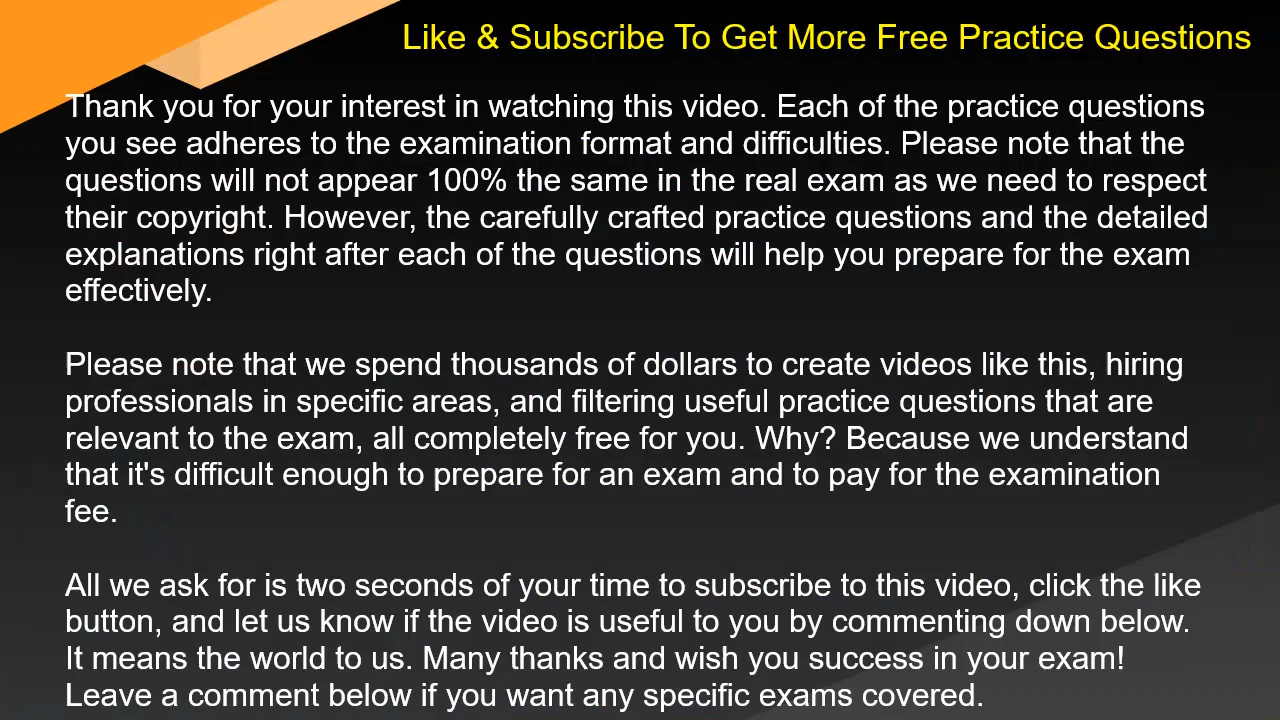 Like & Subscribe To Get More Free Practice Questions
Thank you for your interest in watching this video. Each of the practice questions
you see adheres to the examination format and difficulties. Please note that the
questions will not appear 100% the same in the real exam as we need to respect
their copyright. However, the carefully crafted practice questions and the detailed
explanations right after each of the questions will help you prepare for the exam
effectively.
Please note that we spend thousands of dollars to create videos like this, hiring
professionals in specific areas, and filtering useful practice questions that are
relevant to the exam, all completely free for you. Why? Because we understand
that it's difficult enough to prepare for an exam and to pay for the examination
fee.
All we ask for is two seconds of your time to subscribe to this video, click the like
button, and let us know if the video is useful to you by commenting down below.
It means the world to us. Many thanks and wish you success in your exam!
Leave a comment below if you want any specific exams covered.